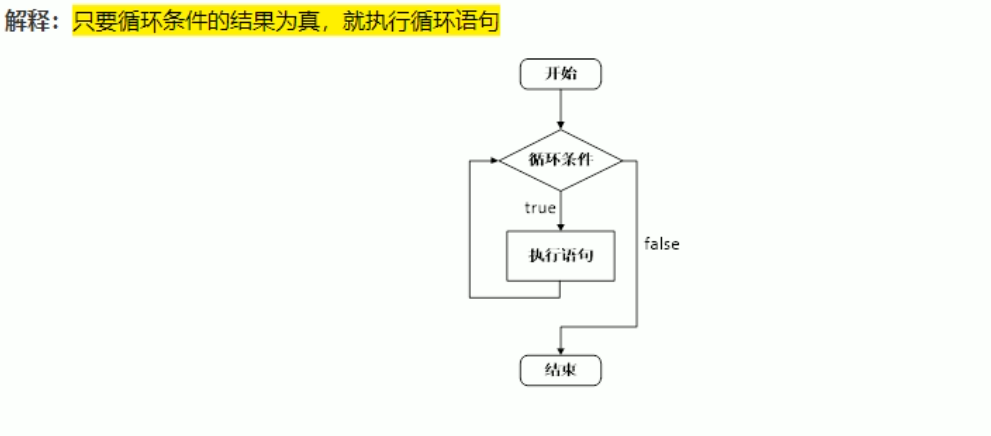 解释：只要循环条件的结果为真，就执行循环语句
开始
循环条件
true
执行语句
false
结束